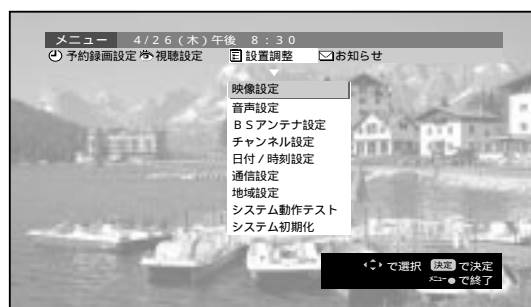 メニュー 4/26(木)午後 8:30
予約録画設定 視聴設定 設置調整 お知らせ
映像設定
音声設定
BSアンテナ設定
チャンネル設定
日付/時刻設定
通信設定
地域設定
システム動作テスト
システム初期化
で選択 決定 で決定
メニュー で終了